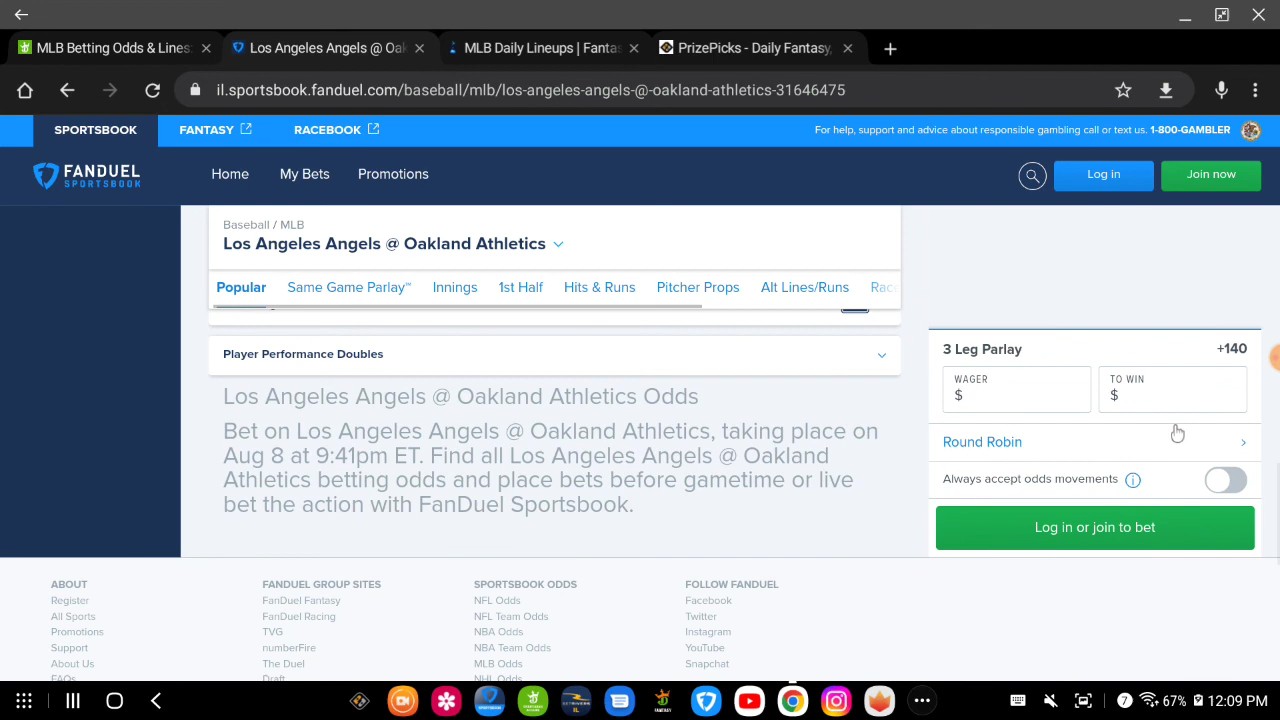 MLB Betting Odds & Lines
Los Angeles Angels @ Oak
MLB Daily Lineups | Fantas
PrizePicks - Daily Fantasy,
il.sportsbook.fanduel.com/baseball/mlb/los-angeles-angels-@-oakland-athletics-31646475
SPORTSBOOK
FANTASY
RACEBOOK
For help, support and advice about responsible gambling call or text us. 1-800-GAMBLER
FANDUEL
SPORTSBOOK
Home
My Bets
Promotions
Log in
Join now
Baseball / MLB
Los Angeles Angels @ Oakland Athletics
Popular
Same Game Parlay™
Innings
1st Half
Hits & Runs
Pitcher Props
Alt Lines/Runs
Race
Player Performance Doubles
Los Angeles Angels @ Oakland Athletics Odds
Bet on Los Angeles Angels @ Oakland Athletics, taking place on
Aug 8 at 9:41pm ET. Find all Los Angeles Angels @ Oakland
Athletics betting odds and place bets before gametime or live
bet the action with FanDuel Sportsbook.
3 Leg Parlay
+140
WAGER
$
TO WIN
$
Round Robin
Always accept odds movements
Log in or join to bet
ABOUT
Register
All Sports
Promotions
Support
About Us
FAQs
FANDUEL GROUP SITES
FanDuel Fantasy
FanDuel Racing
TVG
numberFire
The Duel
Draft
SPORTSBOOK ODDS
NFL Odds
NFL Team Odds
NBA Odds
NBA Team Odds
MLB Odds
NHL Odds
FOLLOW FANDUEL
Facebook
Twitter
Instagram
YouTube
Snapchat
7
67%
12:09 PM